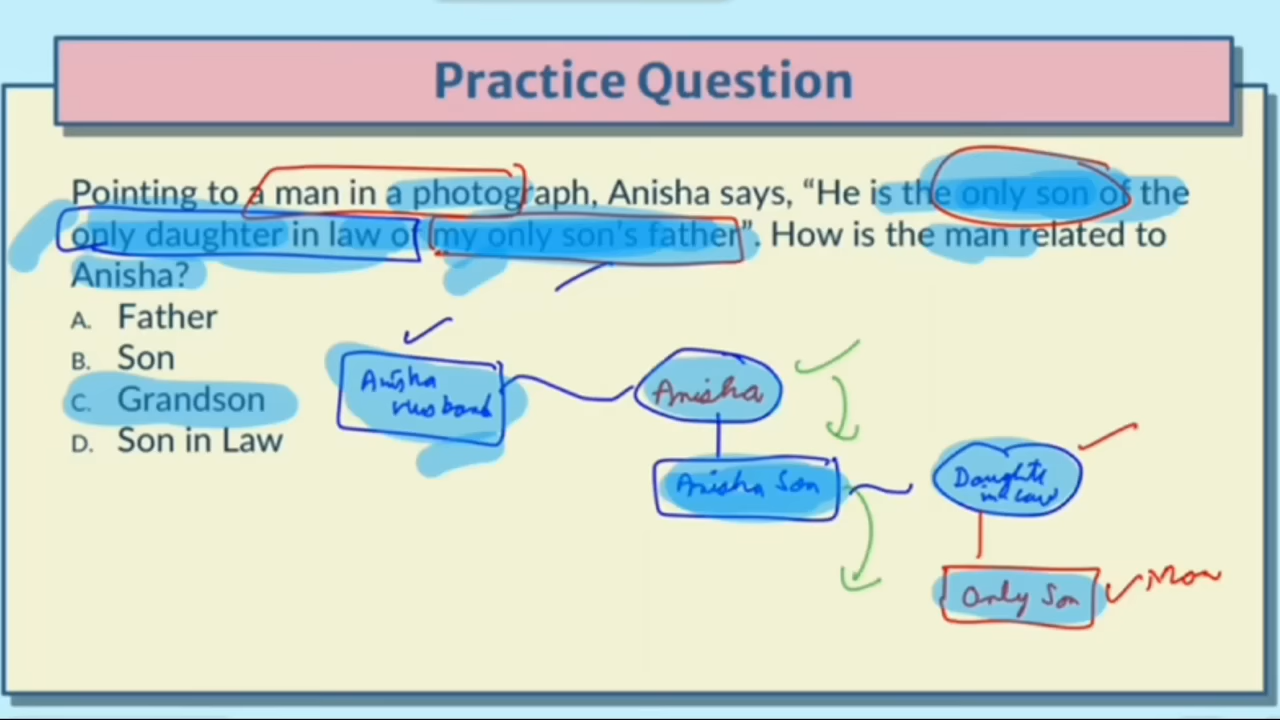 Practice Question
Pointing to a man in a photograph, Anisha says, “He is the only son of the
only daughter in law of my only son's father”. How is the man related to
Anisha?
A. Father
B. Son
C. Grandson
D. Son in Law
Anisha
Husband
Anisha
Anisha Son
Daughte
in Law
Only Son
Man